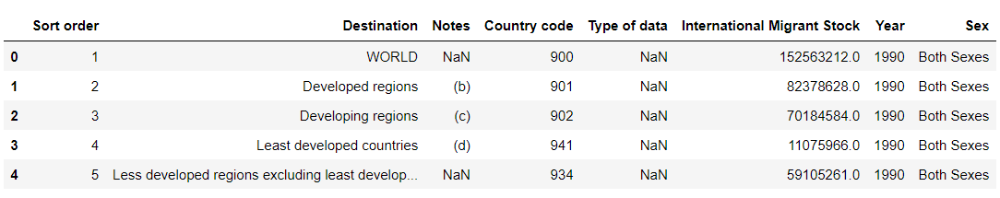 Sort order Destination Notes Country code Type of data International Migrant Stock Year Sex
0 1 WORLD NaN 900 NaN 152563212.0 1990 Both Sexes
1 2 Developed regions (b) 901 NaN 82378628.0 1990 Both Sexes
2 3 Developing regions (c) 902 NaN 70184584.0 1990 Both Sexes
3 4 Least developed countries (d) 941 NaN 11075966.0 1990 Both Sexes
4 5 Less developed regions excluding least develop... NaN 934 NaN 59105261.0 1990 Both Sexes